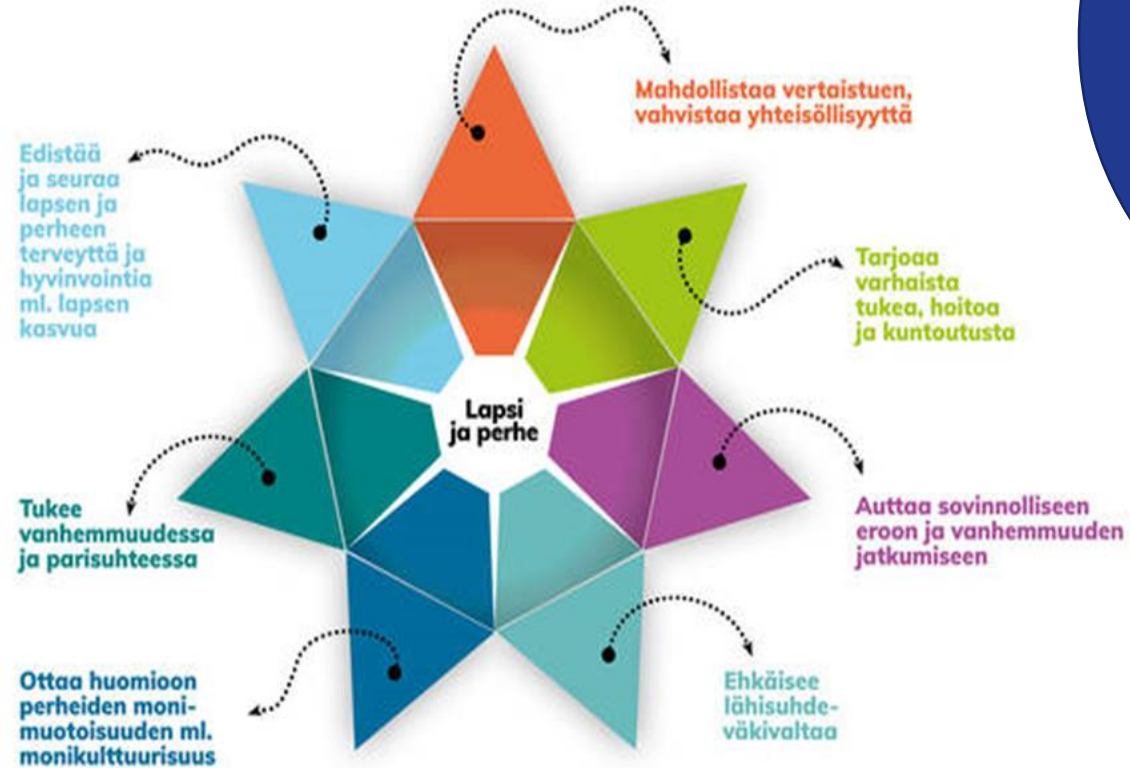 Mahdollistaa vertaistuen,
vahvistaa yhteisöllisyyttä
Edistää
ja seuraa
lapsen ja
perheen
terveyttä ja
hyvinvointia
ml. lapsen
kasvua
Tarjoaa
varhaista
tukea, hoitoa
ja kuntoutusta
Lapsi
ja perhe
Tukee
vanhemmuudessa
ja parisuhteessa
Auttaa sovinnolliseen
eroon ja vanhemmuuden
jatkumiseen
Ottaa huomioon
perheiden moni-
muotoisuuden ml.
monikulttuurisuus
Ehkäisee
lähisuhde-
väkivaltaa